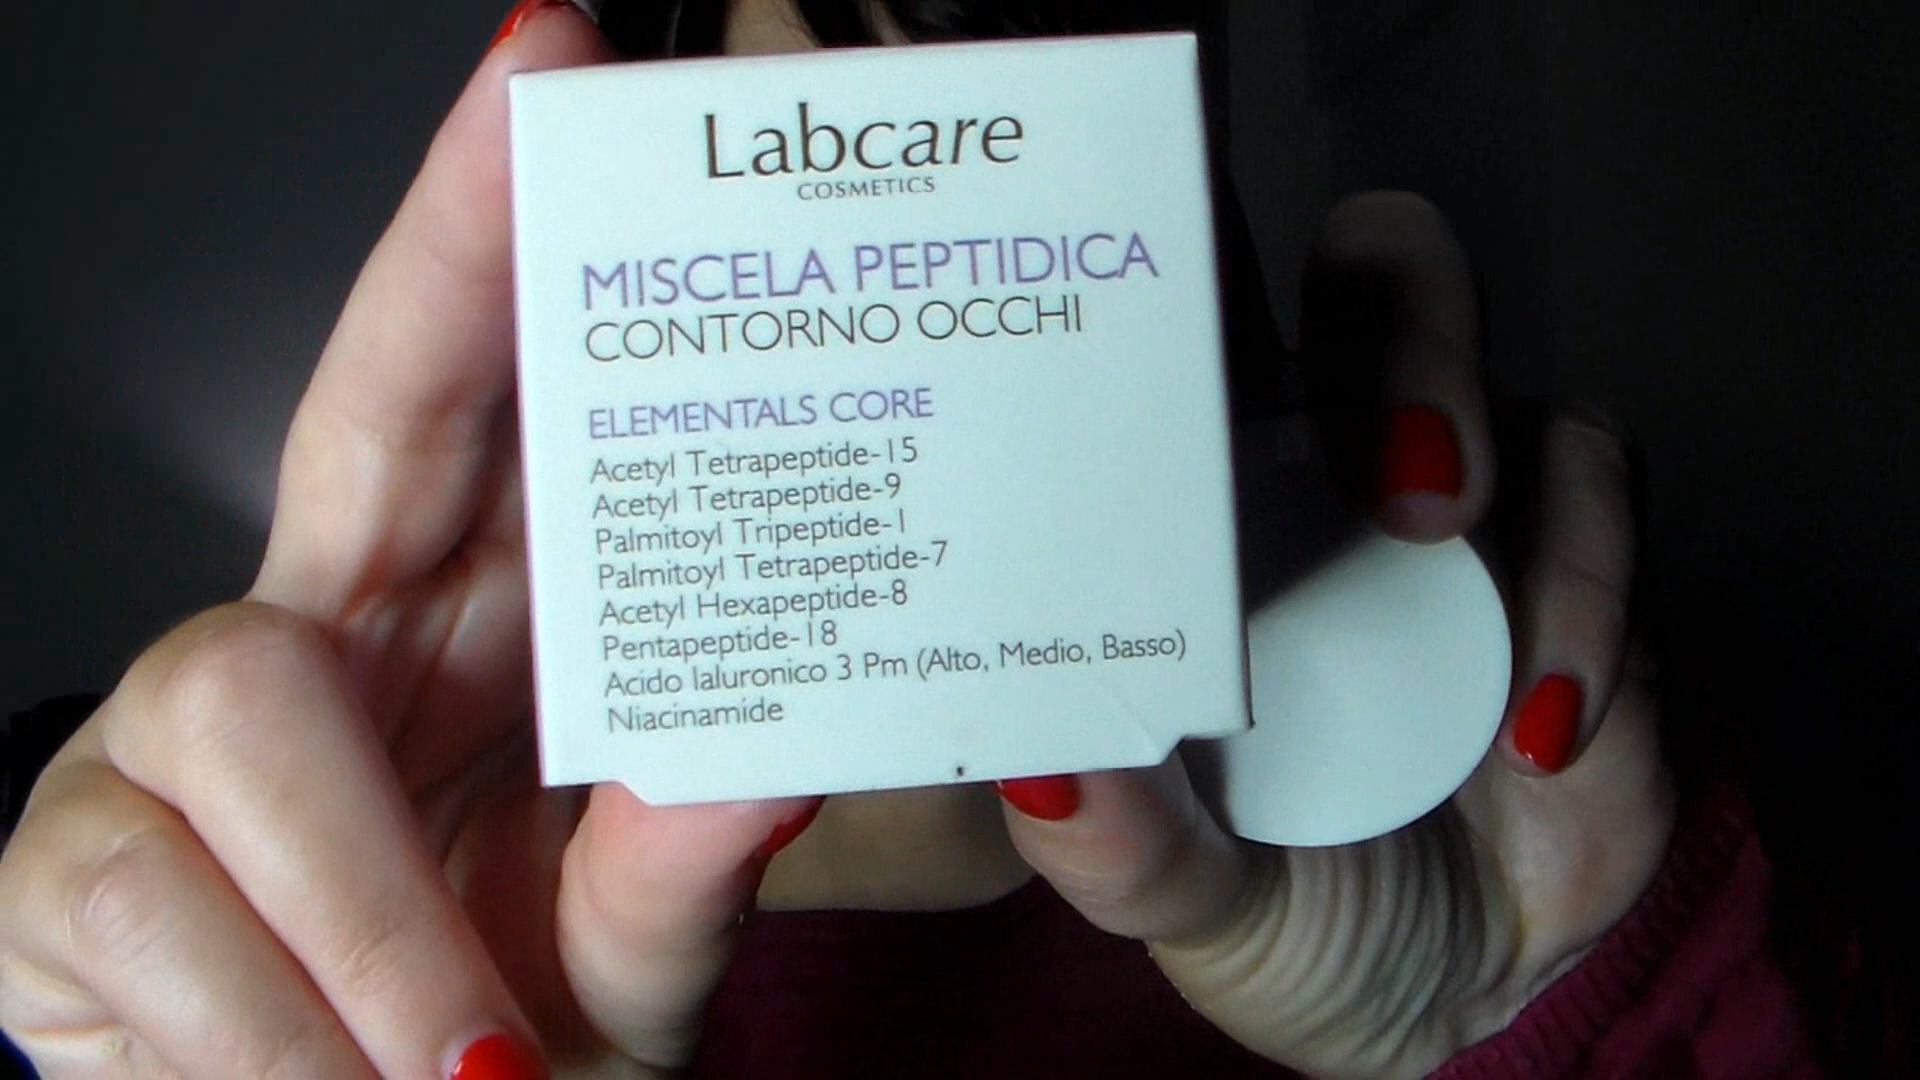 Labcare
COSMETICS
MISCELA PEPTIDICA
CONTORNO OCCHI
ELEMENTALS CORE
Acetyl Tetrapeptide-15
Acetyl Tetrapeptide-9
Palmitoyl Tripeptide-1
Palmitoyl Tetrapeptide-7
Acetyl Hexapeptide-8
Pentapeptide-18
Acido Ialuronico 3 Pm (Alto, Medio, Basso)
Niacinamide